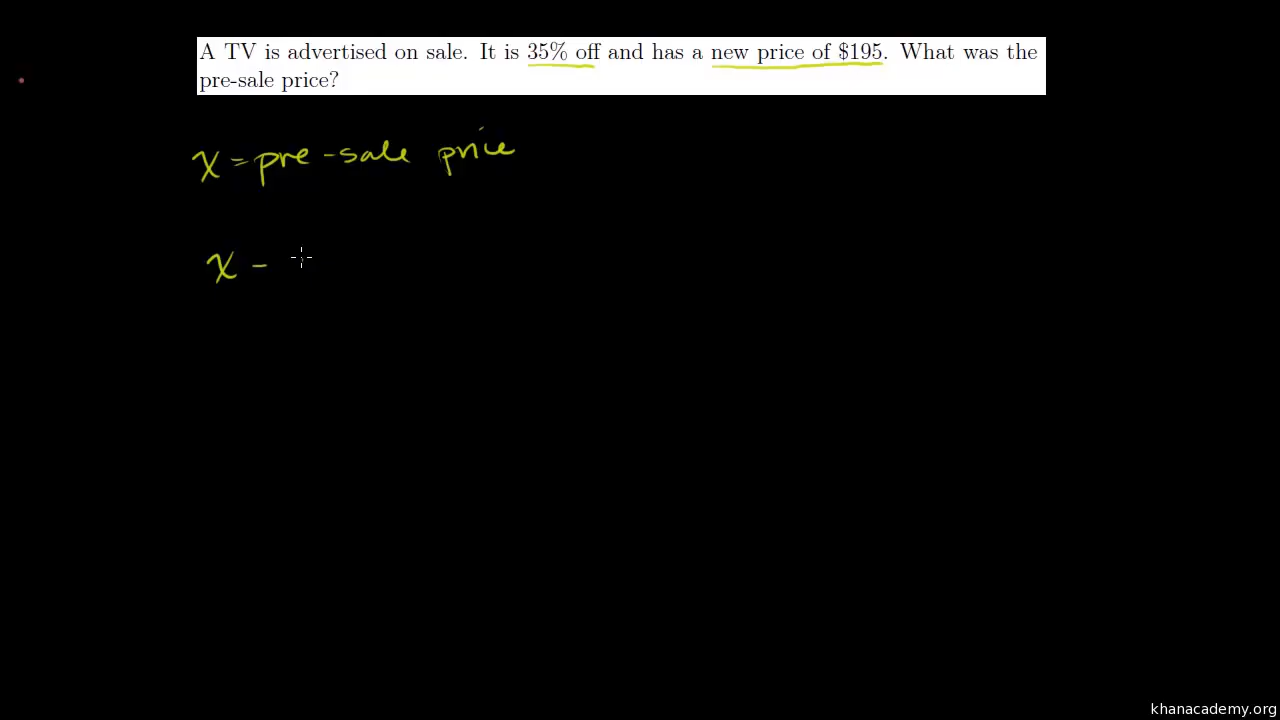 A TV is advertised on sale. It is 35% off and has a new price of $195. What was the
pre-sale price?
x = pre-sale price
x -
khanacademy.org